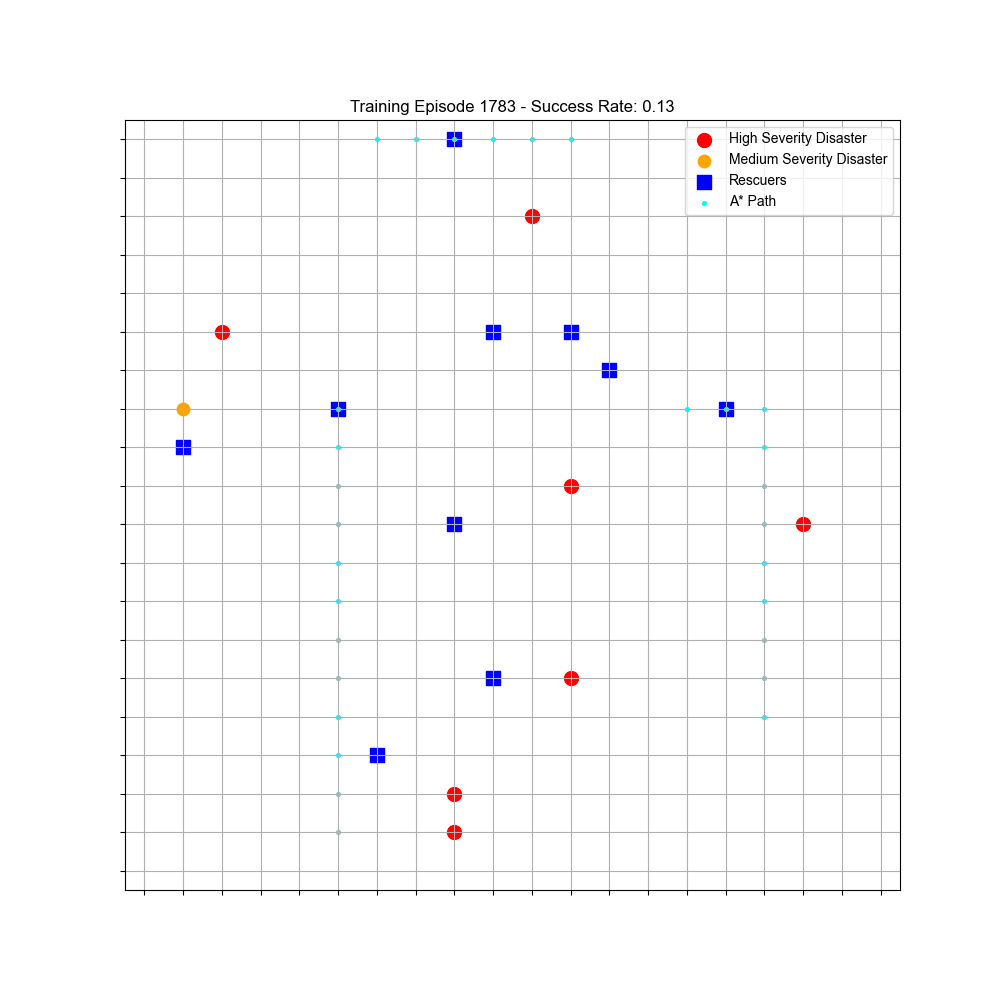 Training Episode 1783 - Success Rate: 0.13
High Severity Disaster
Medium Severity Disaster
Rescuers
A* Path